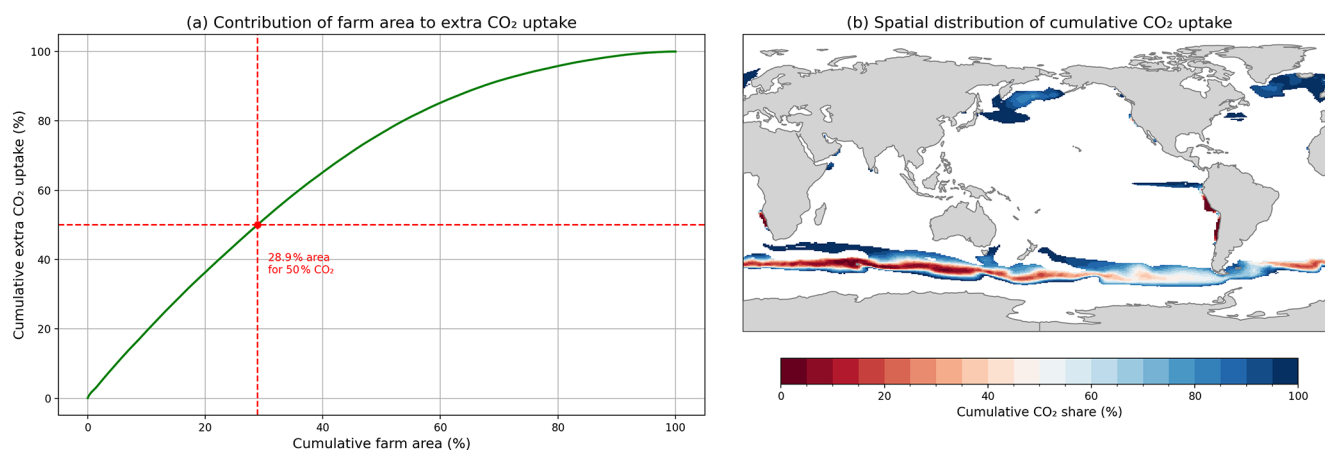 (a) Contribution of farm area to extra CO₂ uptake
100
80
60
40
20
0
Cumulative extra CO₂ uptake (%)
28.9% area
for 50% CO₂
0 20 40 60 80 100
Cumulative farm area (%)
(b) Spatial distribution of cumulative CO₂ uptake
0 20 40 60 80 100
Cumulative CO₂ share (%)